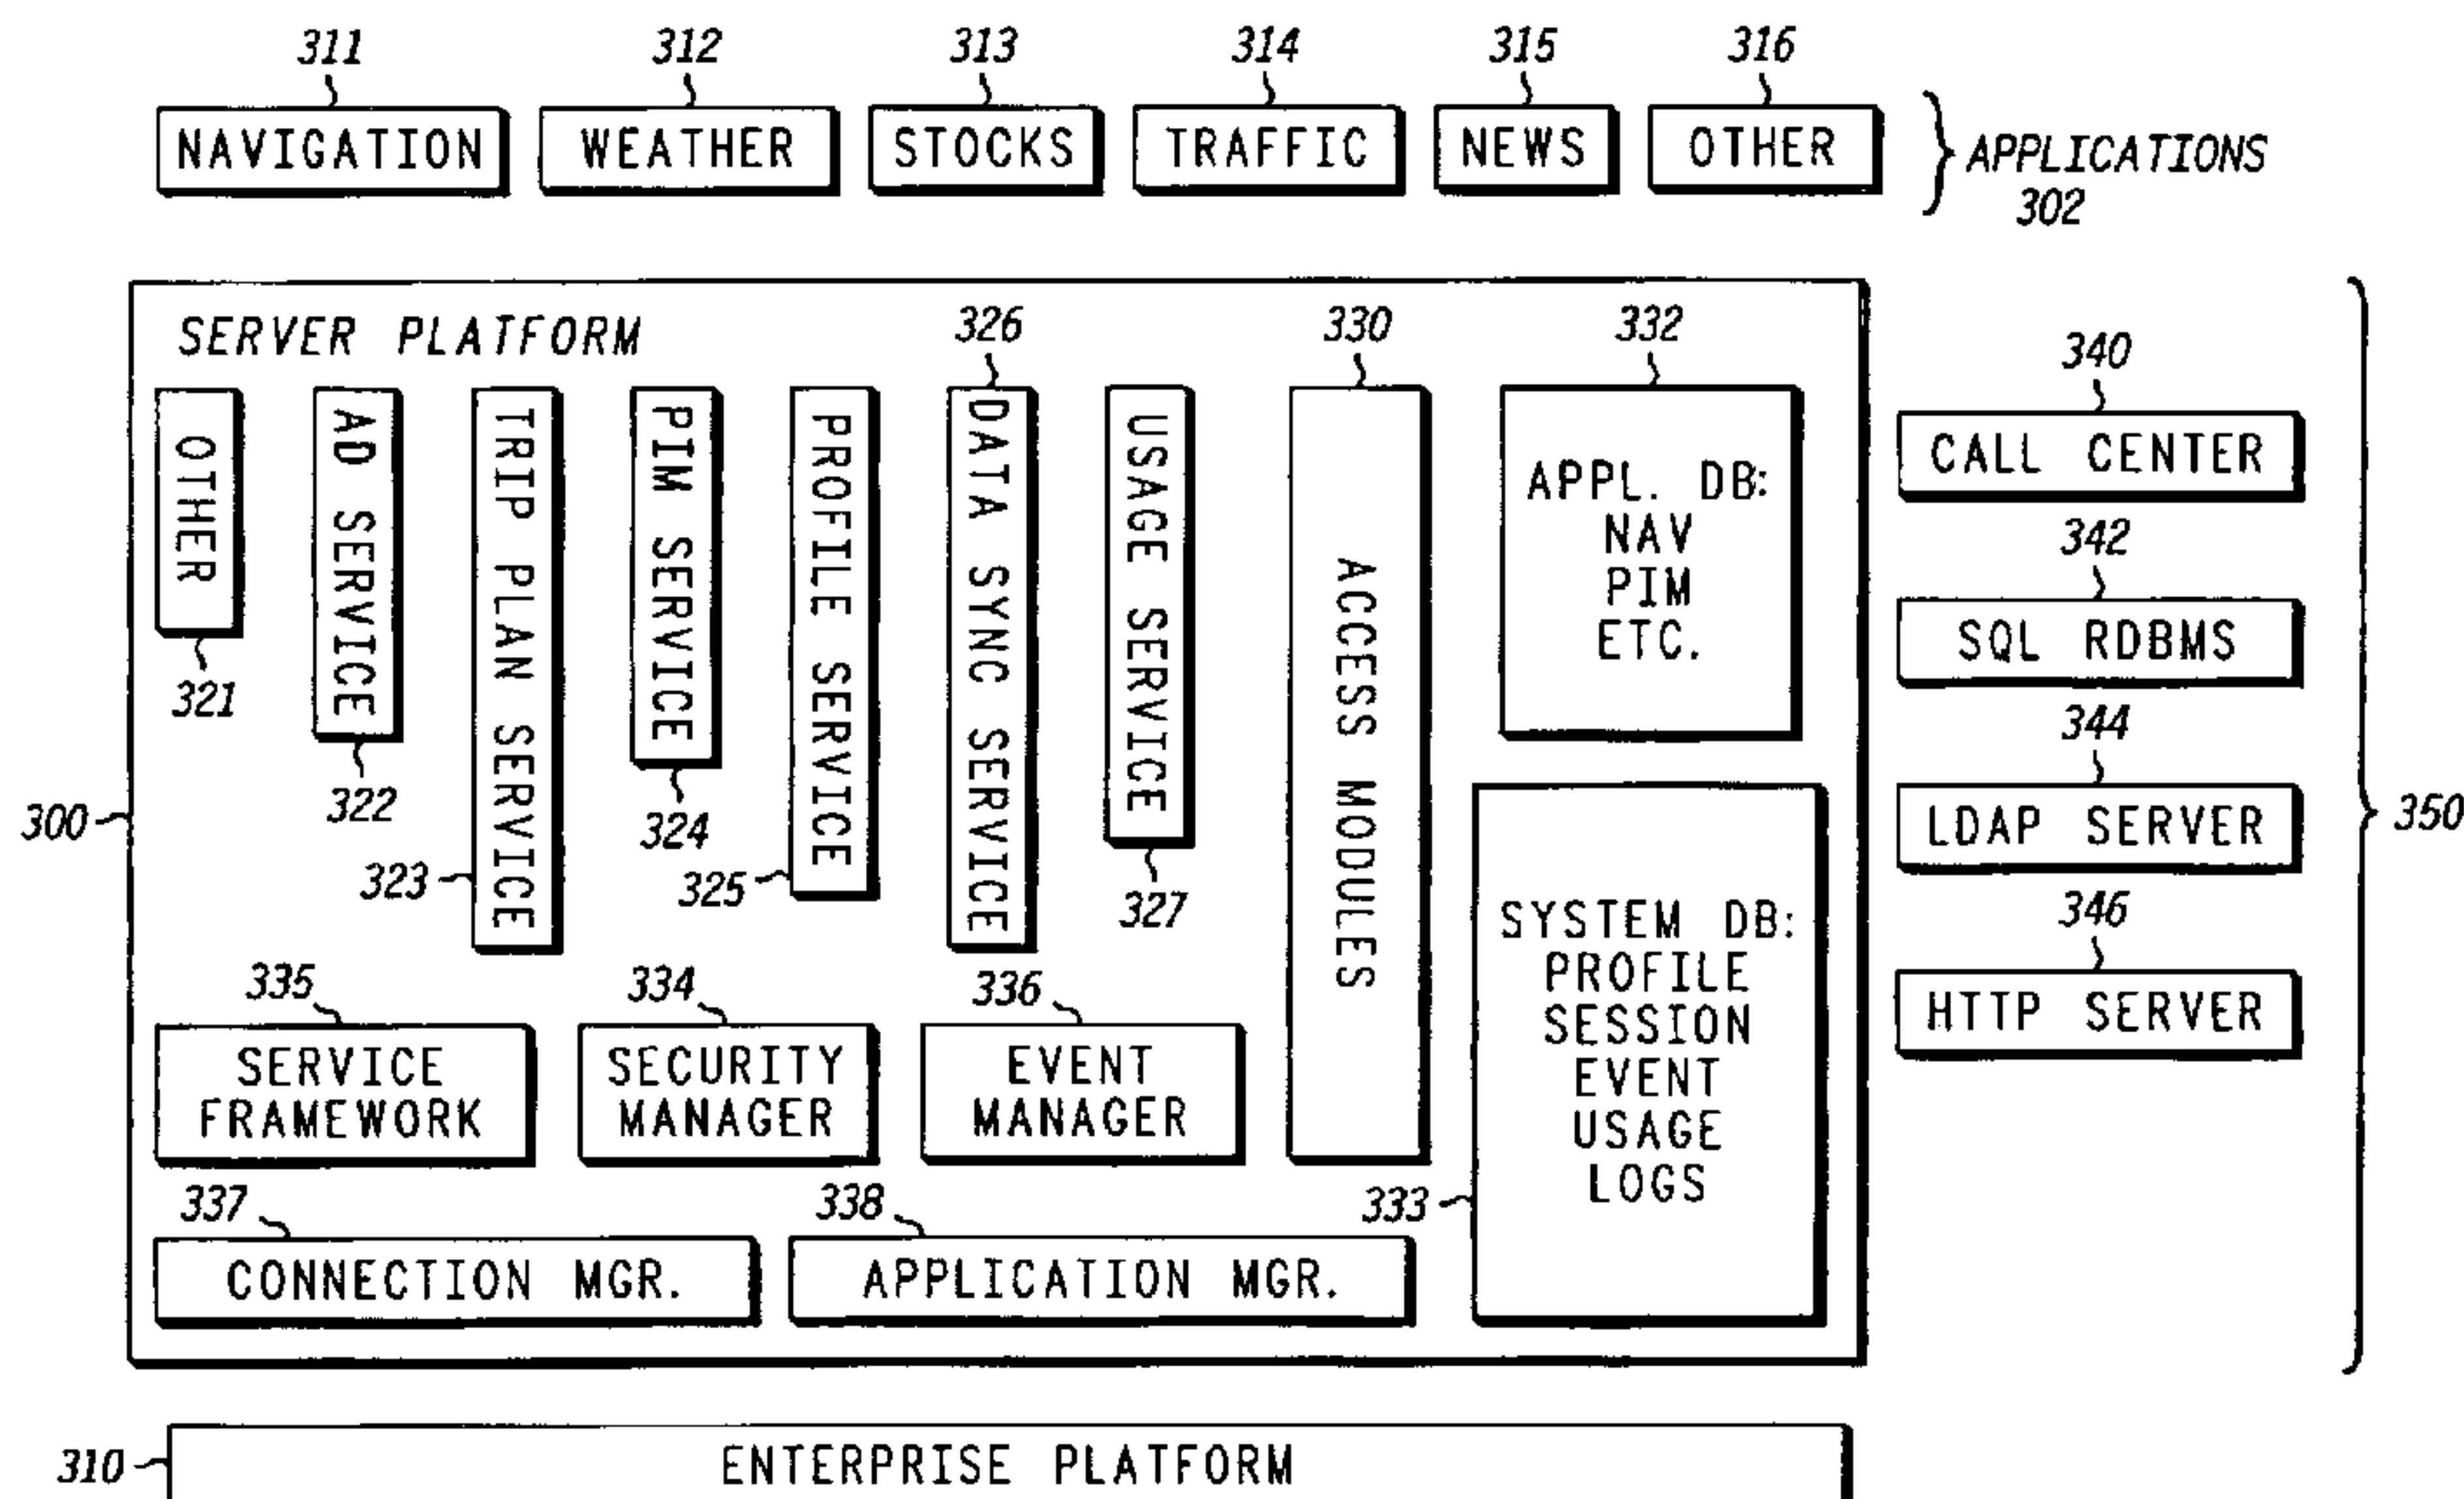 311 312 313 314 315 316
NAVIGATION WEATHER STOCKS TRAFFIC NEWS OTHER
APPLICATIONS
302
SERVER PLATFORM
326 330 332
OTHER
321
AD SERVICE
322
TRIP PLAN SERVICE
323
PIM SERVICE
324
PROFILE SERVICE
325
DATA SYNC SERVICE
USAGE SERVICE
327
ACCESS MODULES
APPL. DB:
NAV
PIM
ETC.
300
335 334 336
SERVICE
FRAMEWORK
SECURITY
MANAGER
EVENT
MANAGER
SYSTEM DB:
PROFILE
SESSION
EVENT
USAGE
LOGS
333
337 338
CONNECTION MGR. APPLICATION MGR.
340
CALL CENTER
342
SQL RDBMS
344
LDAP SERVER
346
HTTP SERVER
350
310
ENTERPRISE PLATFORM